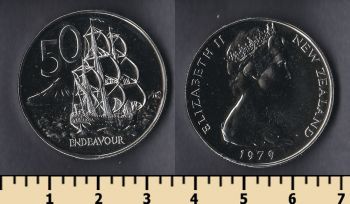 50
ENDEAVOUR
ELIZABETH II
NEW ZEALAND
1979
1 2 3 4 5 6 7